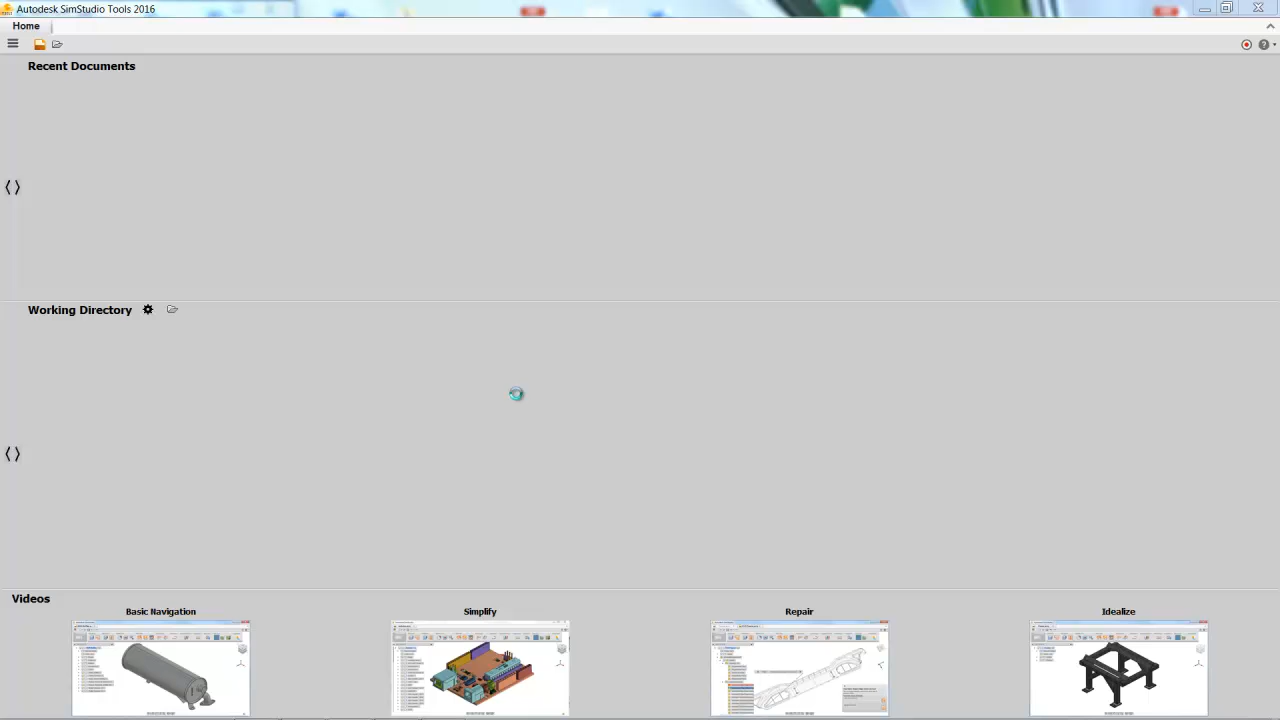 Autodesk SimStudio Tools 2016
Home
Recent Documents
Working Directory
Videos
Basic Navigation
Simplify
Repair
Idealize